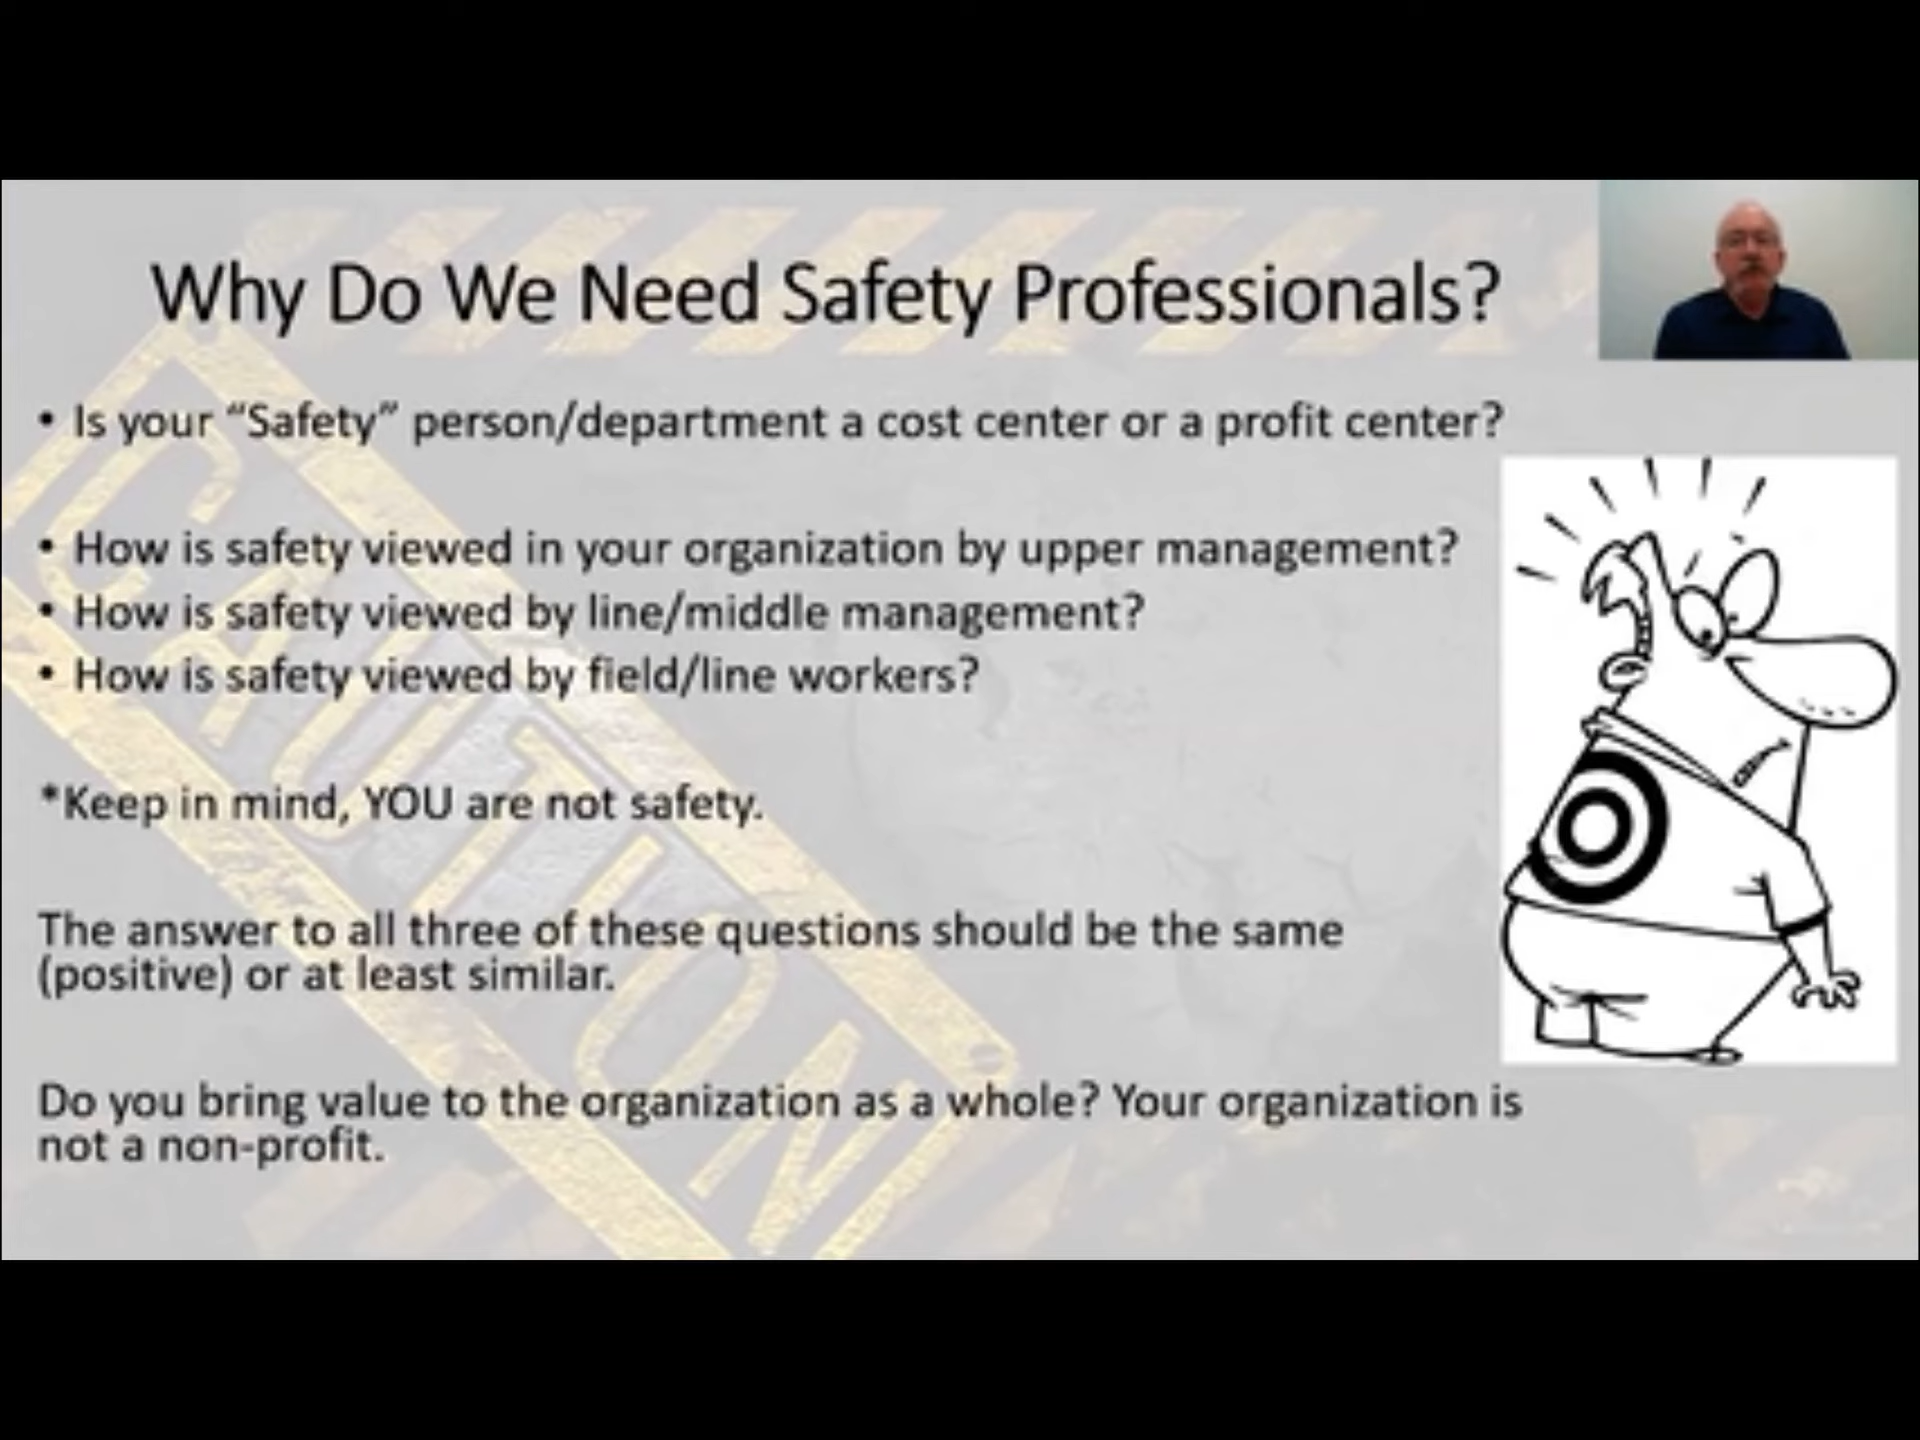 Why Do We Need Safety Professionals?
• Is your “Safety” person/department a cost center or a profit center?
• How is safety viewed in your organization by upper management?
• How is safety viewed by line/middle management?
• How is safety viewed by field/line workers?
*Keep in mind, YOU are not safety.
The answer to all three of these questions should be the same
(positive) or at least similar.
Do you bring value to the organization as a whole? Your organization is
not a non-profit.
CAUTION